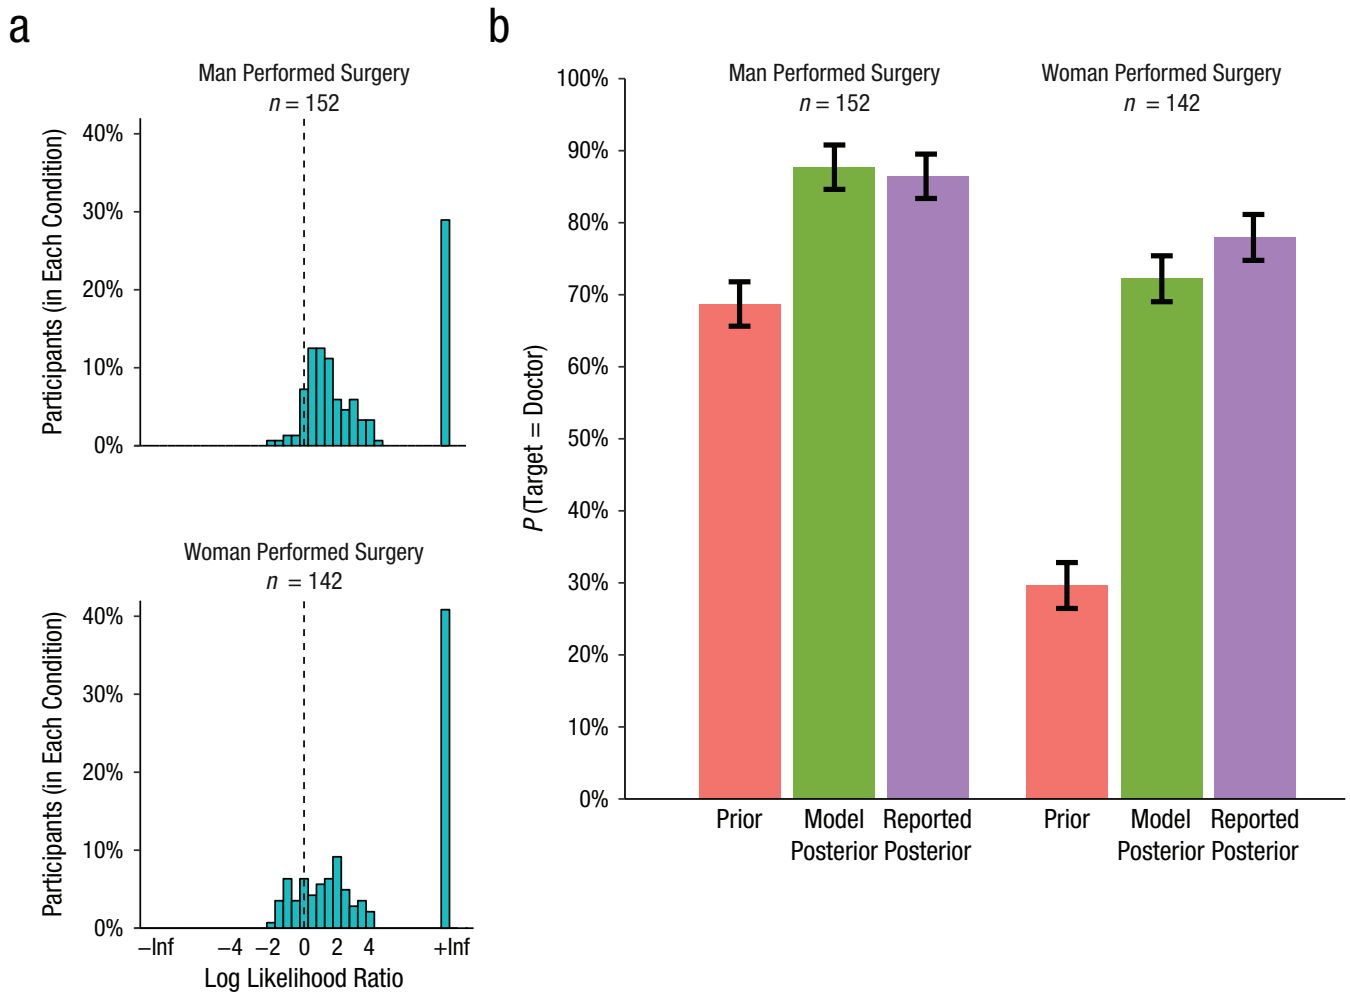 a
Man Performed Surgery
n = 152
Participants (in Each Condition)
40%
30%
20%
10%
0%
Woman Performed Surgery
n = 142
Participants (in Each Condition)
40%
30%
20%
10%
0%
−Inf −4 −2 0 2 4 +Inf
Log Likelihood Ratio
b
Man Performed Surgery
n = 152
Woman Performed Surgery
n = 142
P (Target = Doctor)
100%
90%
80%
70%
60%
50%
40%
30%
20%
10%
0%
Prior Model Reported Prior Model Reported
Posterior Posterior Posterior Posterior